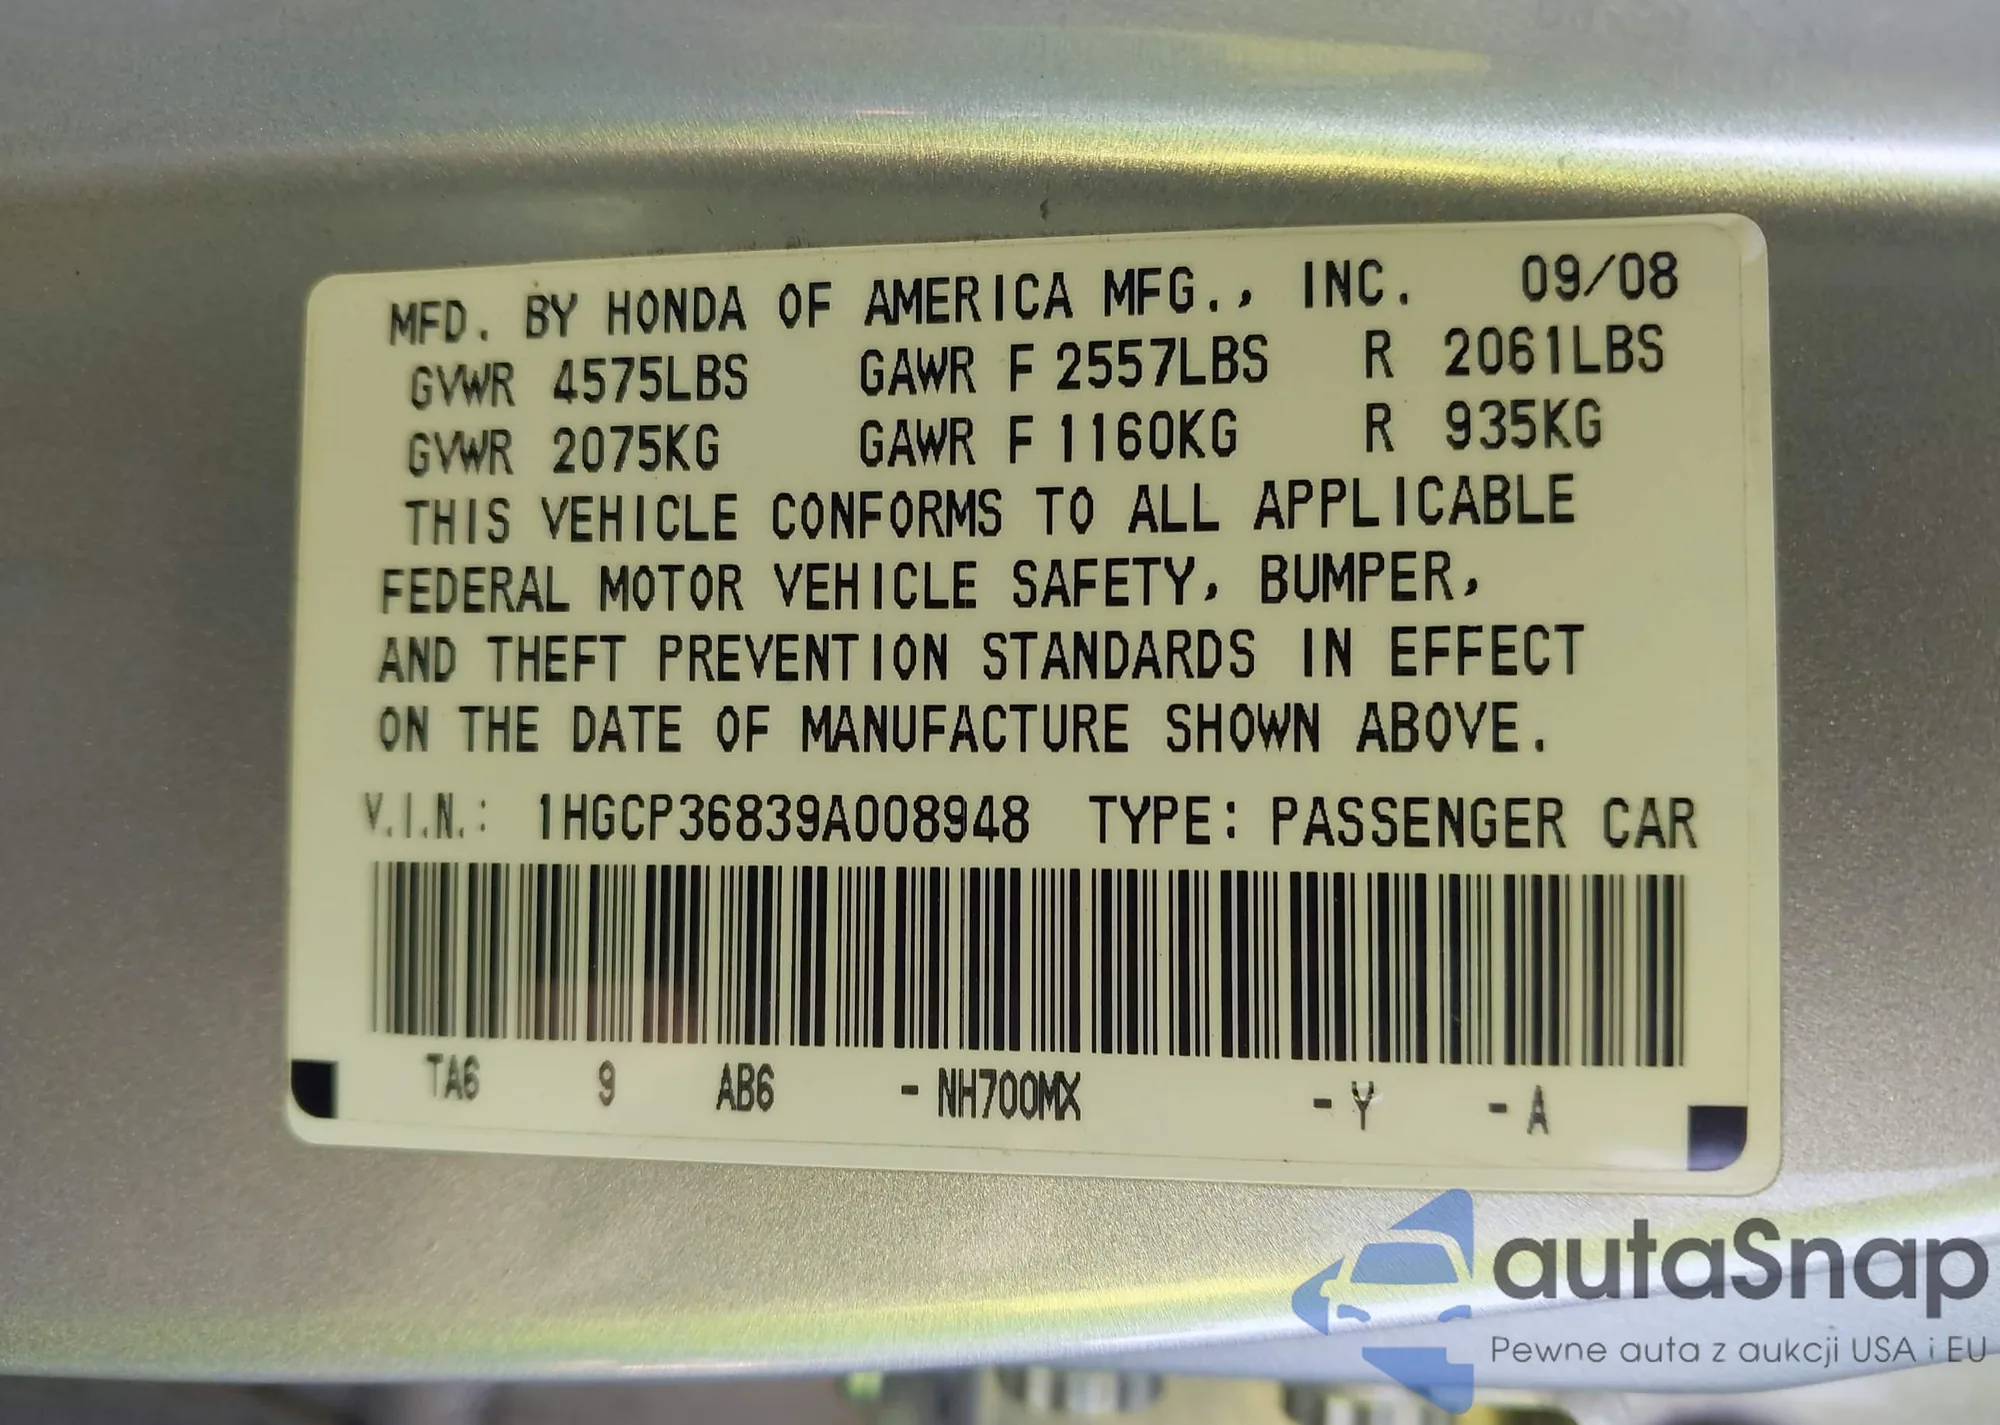 MFD. BY HONDA OF AMERICA MFG., INC. 09/08
GVWR 4575LBS GAWR F 2557LBS R 2061LBS
GVWR 2075KG GAWR F 1160KG R 935KG
THIS VEHICLE CONFORMS TO ALL APPLICABLE
FEDERAL MOTOR VEHICLE SAFETY, BUMPER,
AND THEFT PREVENTION STANDARDS IN EFFECT
ON THE DATE OF MANUFACTURE SHOWN ABOVE.
V.I.N.: 1HGCP36839A008948 TYPE: PASSENGER CAR
TA6 9 AB6 - NH700MX - Y - A
autaSnap
Pewne auta z aukcji USA i EU